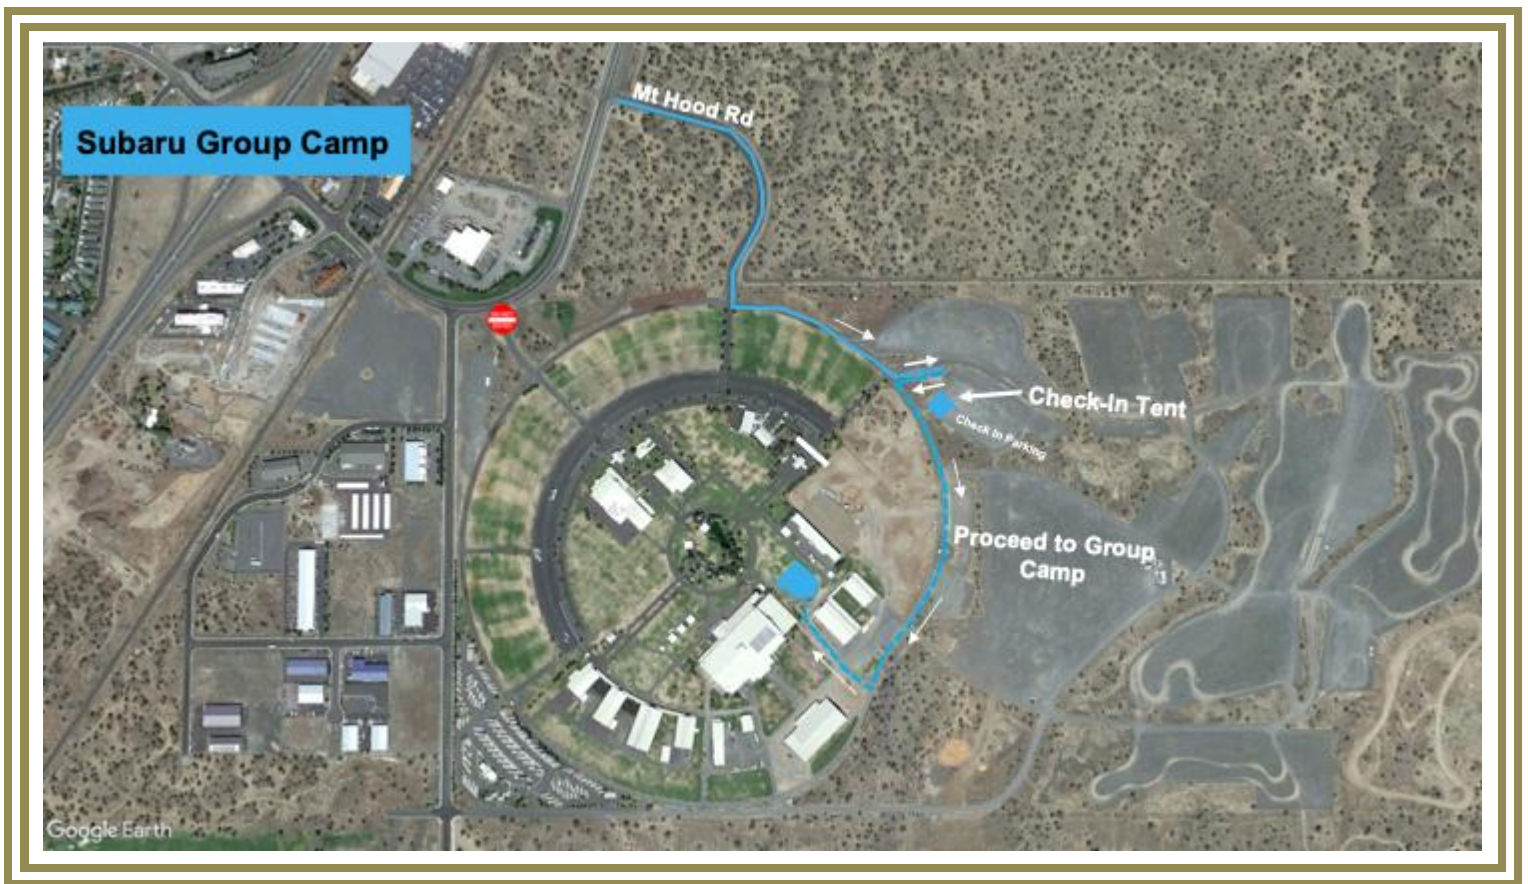 Mt Hood Rd
Subaru Group Camp
Check-In Tent
Check In Parking
Proceed to Group
Camp
Google Earth